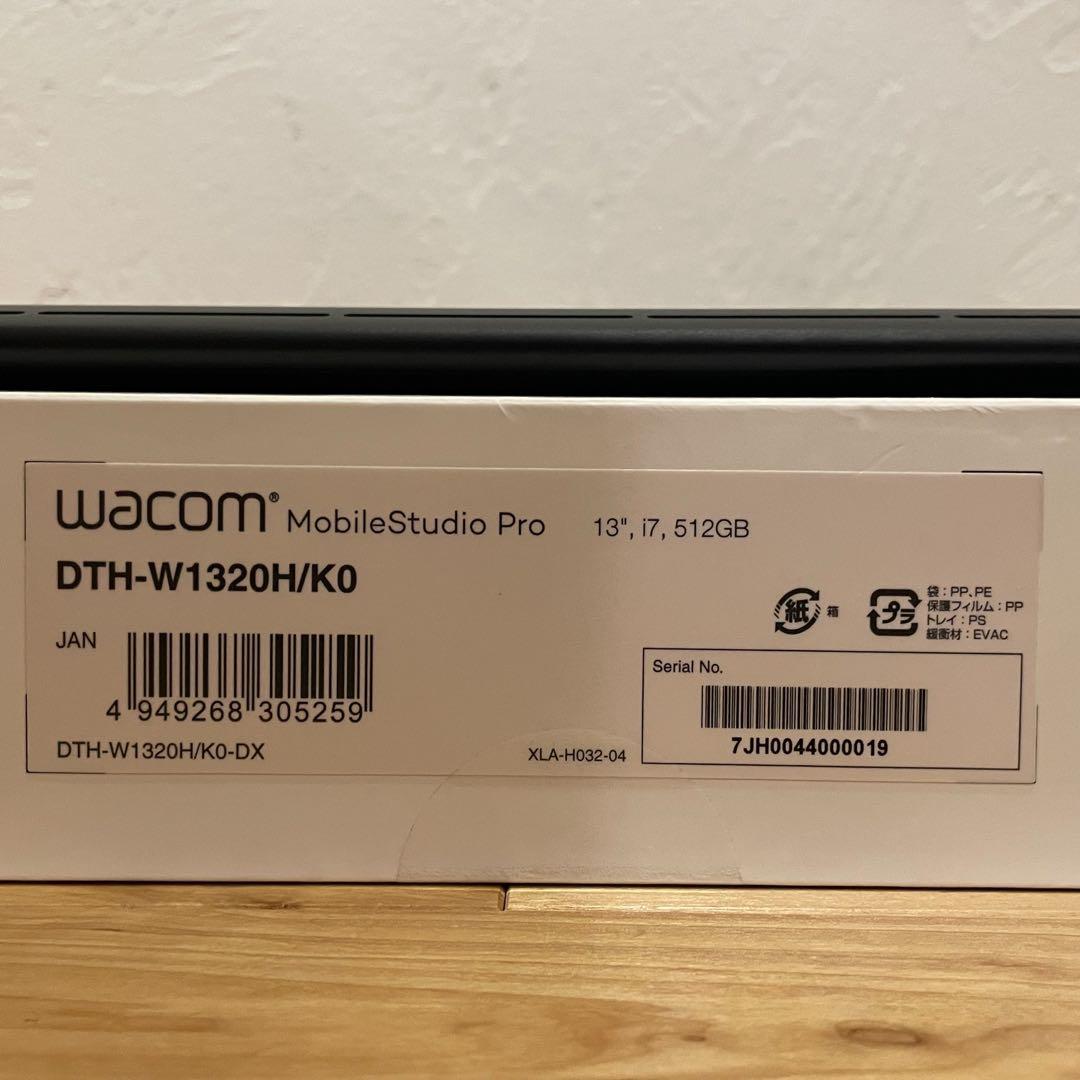 wacom® MobileStudio Pro 13", i7, 512GB
DTH-W1320H/K0
紙 箱
プラ
袋：PP、PE
保護フィルム：PP
トレイ：PS
緩衝材：EVAC
JAN
4 949268 305259
DTH-W1320H/K0-DX
XLA-H032-04
Serial No.
7JH0044000019